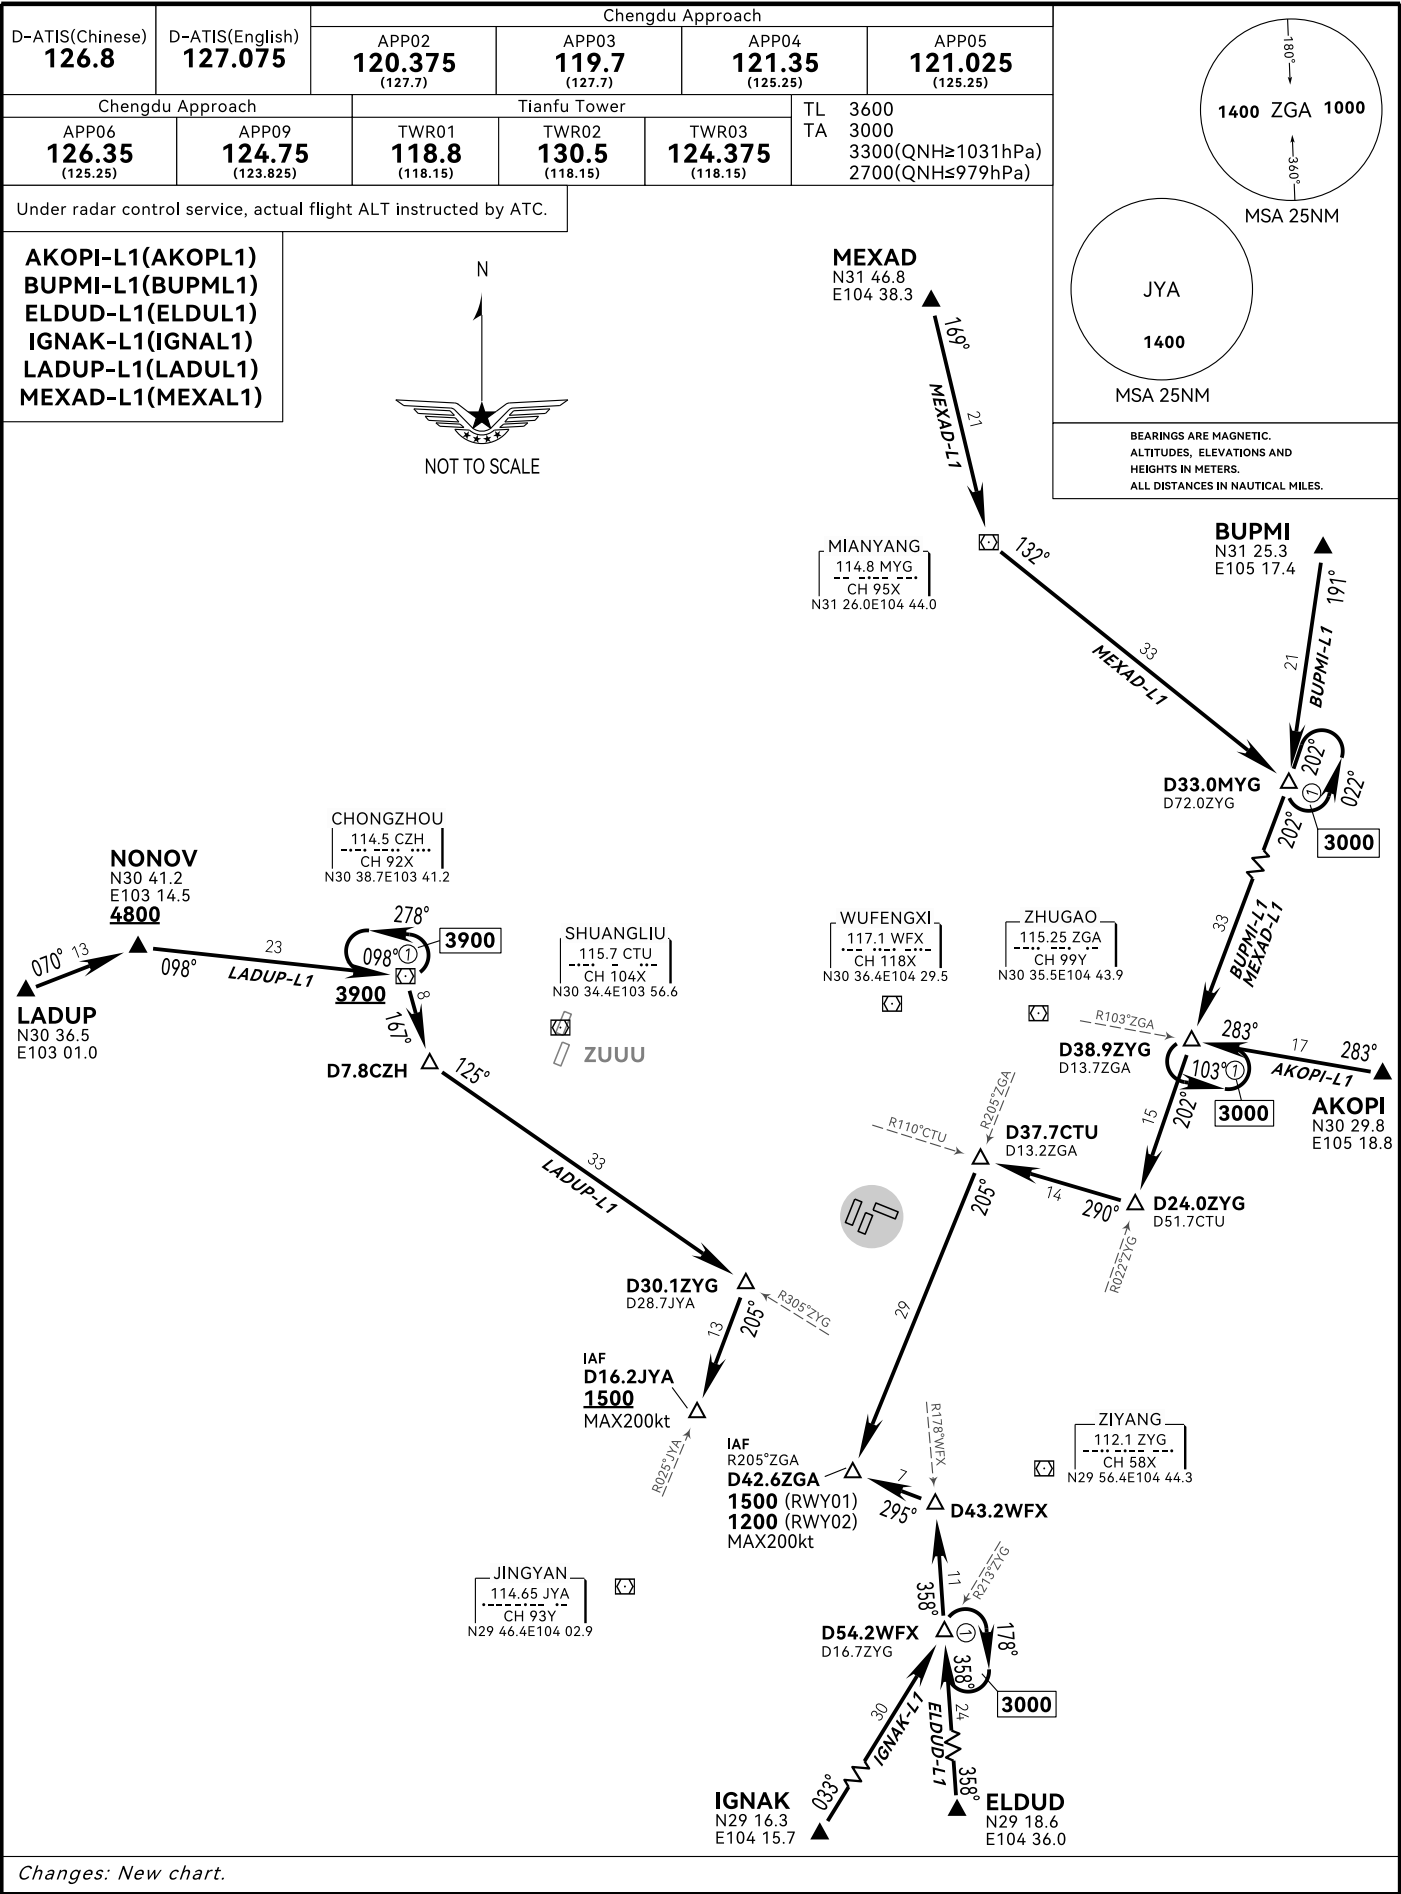 D-ATIS(Chinese)
126.8
D-ATIS(English)
127.075
Chengdu Approach
APP02
120.375
(127.7)
APP03
119.7
(127.7)
APP04
121.35
(125.25)
APP05
121.025
(125.25)
Chengdu Approach
APP06
126.35
(125.25)
APP09
124.75
(123.825)
Tianfu Tower
TWR01
118.8
(118.15)
TWR02
130.5
(118.15)
TWR03
124.375
(118.15)
TL 3600
TA 3000
3300(QNH≥1031hPa)
2700(QNH≤979hPa)
180°
1400 ZGA 1000
360°
MSA 25NM
JYA
1400
MSA 25NM
Under radar control service, actual flight ALT instructed by ATC.
AKOPI-L1(AKOPL1)
BUPMI-L1(BUPML1)
ELDUD-L1(ELDUL1)
IGNAK-L1(IGNAL1)
LADUP-L1(LADUL1)
MEXAD-L1(MEXAL1)
N
NOT TO SCALE
BEARINGS ARE MAGNETIC.
ALTITUDES, ELEVATIONS AND
HEIGHTS IN METERS.
ALL DISTANCES IN NAUTICAL MILES.
MEXAD
N31 46.8
E104 38.3
169°
21
MEXAD-L1
MIANYANG
114.8 MYG
CH 95X
N31 26.0E104 44.0
132°
33
MEXAD-L1
BUPMI
N31 25.3
E105 17.4
191°
21
BUPMI-L1
D33.0MYG
D72.0ZYG
202°
022°
1
202°
3000
33
BUPMI-L1
MEXAD-L1
CHONGZHOU
114.5 CZH
CH 92X
N30 38.7E103 41.2
NONOV
N30 41.2
E103 14.5
4800
070°
13
LADUP
N30 36.5
E103 01.0
098°
23
LADUP-L1
278°
098°
1
3900
3900
8
167°
D7.8CZH
125°
33
LADUP-L1
SHUANGLIU
115.7 CTU
CH 104X
N30 34.4E103 56.6
ZUUU
WUFENGXI
117.1 WFX
CH 118X
N30 36.4E104 29.5
ZHUGAO
115.25 ZGA
CH 99Y
N30 35.5E104 43.9
R103°ZGA
D38.9ZYG
D13.7ZGA
283°
17
283°
AKOPI-L1
103°
1
3000
AKOPI
N30 29.8
E105 18.8
202°
15
R205°ZGA
R110°CTU
D37.7CTU
D13.2ZGA
14
290°
D24.0ZYG
D51.7CTU
R022°ZYG
205°
29
D30.1ZYG
D28.7JYA
R305°ZYG
205°
13
IAF
D16.2JYA
1500
MAX200kt
R025°JYA
IAF
R205°ZGA
D42.6ZGA
1500 (RWY01)
1200 (RWY02)
MAX200kt
R178°WFX
7
295°
D43.2WFX
ZIYANG
112.1 ZYG
CH 58X
N29 56.4E104 44.3
JINGYAN
114.65 JYA
CH 93Y
N29 46.4E104 02.9
11
358°
R213°ZYG
D54.2WFX
D16.7ZYG
1
178°
358°
3000
30
IGNAK-L1
24
ELDUD-L1
033°
358°
IGNAK
N29 16.3
E104 15.7
ELDUD
N29 18.6
E104 36.0
Changes: New chart.